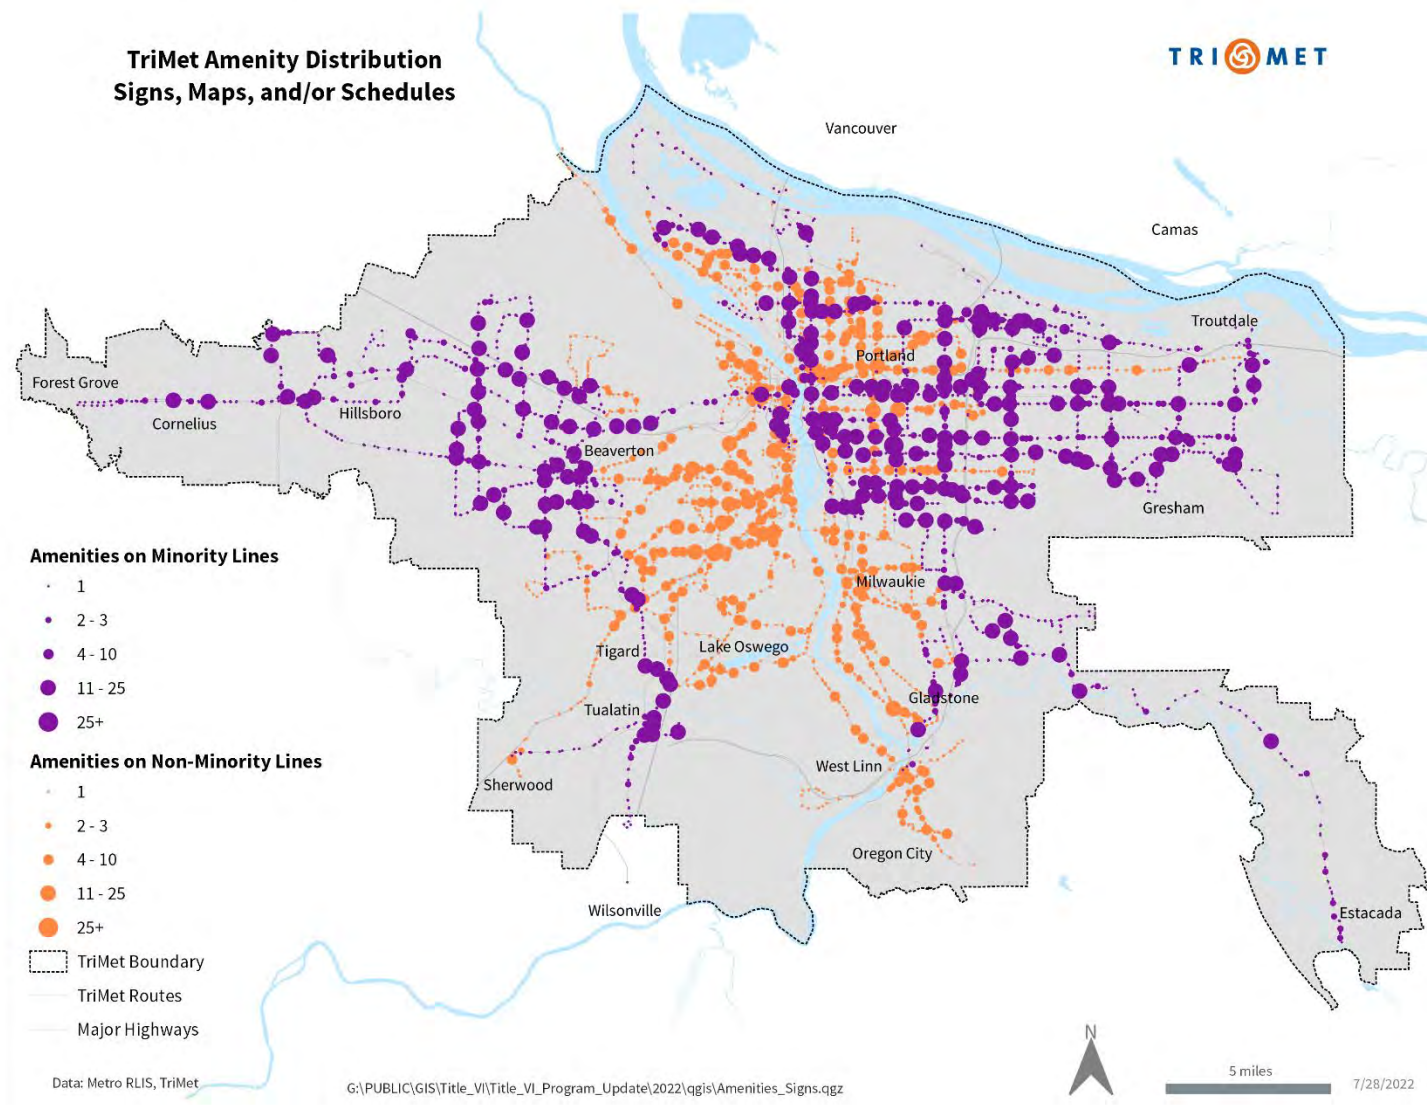 TriMet Amenity Distribution
Signs, Maps, and/or Schedules
TRI MET
Vancouver
Camas
Troutdale
Portland
Forest Grove
Hillsboro
Cornelius
Beaverton
Gresham
Milwaukie
Tigard
Lake Oswego
Gladstone
Tualatin
West Linn
Sherwood
Oregon City
Wilsonville
Estacada
Amenities on Minority Lines
1
2 - 3
4 - 10
11 - 25
25+
Amenities on Non-Minority Lines
1
2 - 3
4 - 10
11 - 25
25+
TriMet Boundary
TriMet Routes
Major Highways
Data: Metro RLIS, TriMet
G:\PUBLIC\GIS\Title_VI\Title_VI_Program_Update\2022\qgis\Amenities_Signs.qgz
N
5 miles
7/28/2022